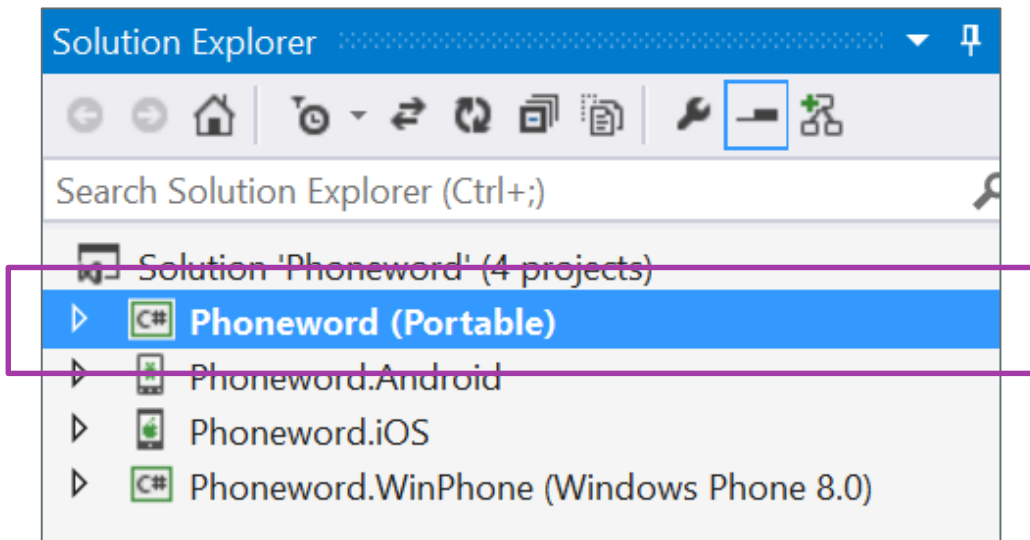 Solution Explorer
Search Solution Explorer (Ctrl+;)
Solution 'Phoneword' (4 projects)
C# Phoneword (Portable)
Phoneword.Android
Phoneword.iOS
C# Phoneword.WinPhone (Windows Phone 8.0)